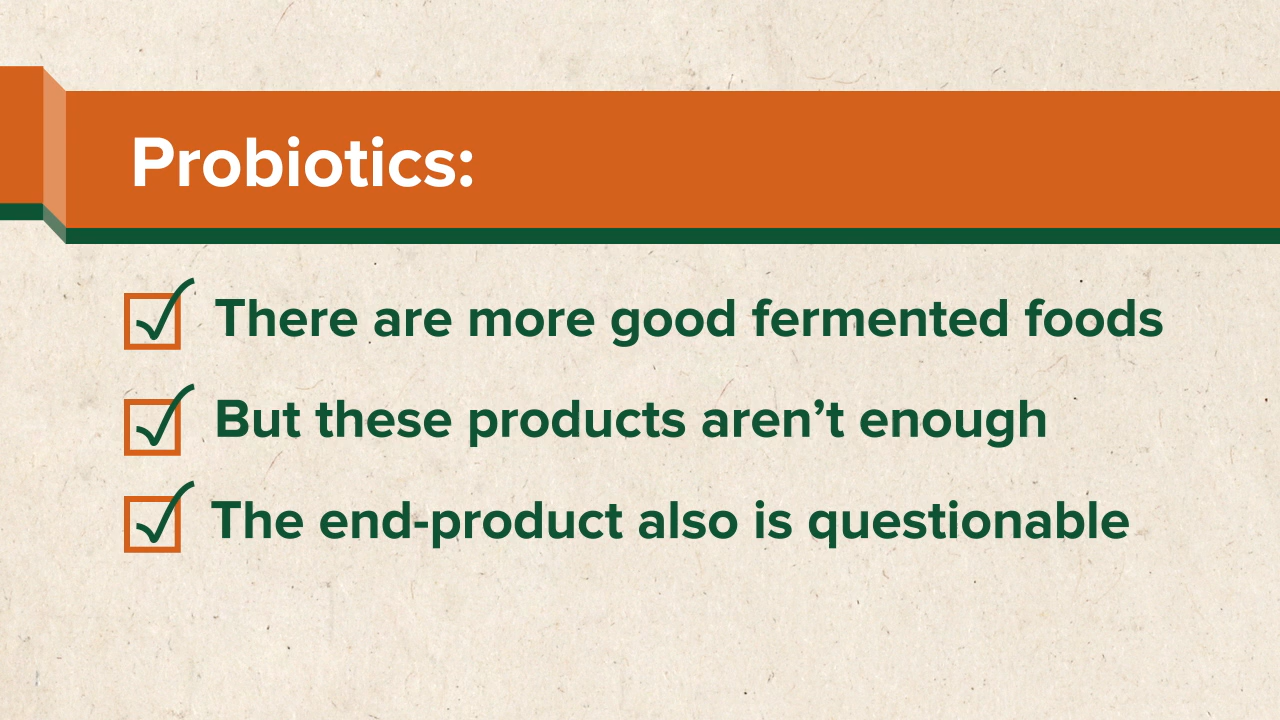 Probiotics:
There are more good fermented foods
But these products aren’t enough
The end-product also is questionable